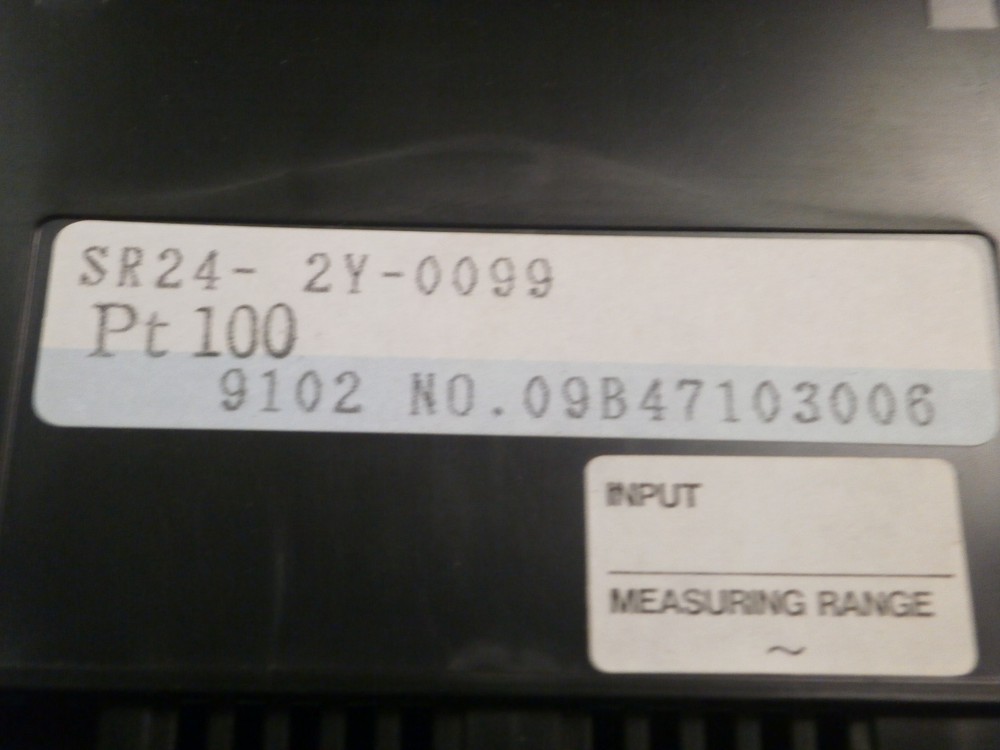 SR24- 2Y-0099
Pt 100
9102 NO.09B47103006
INPUT
MEASURING RANGE
~